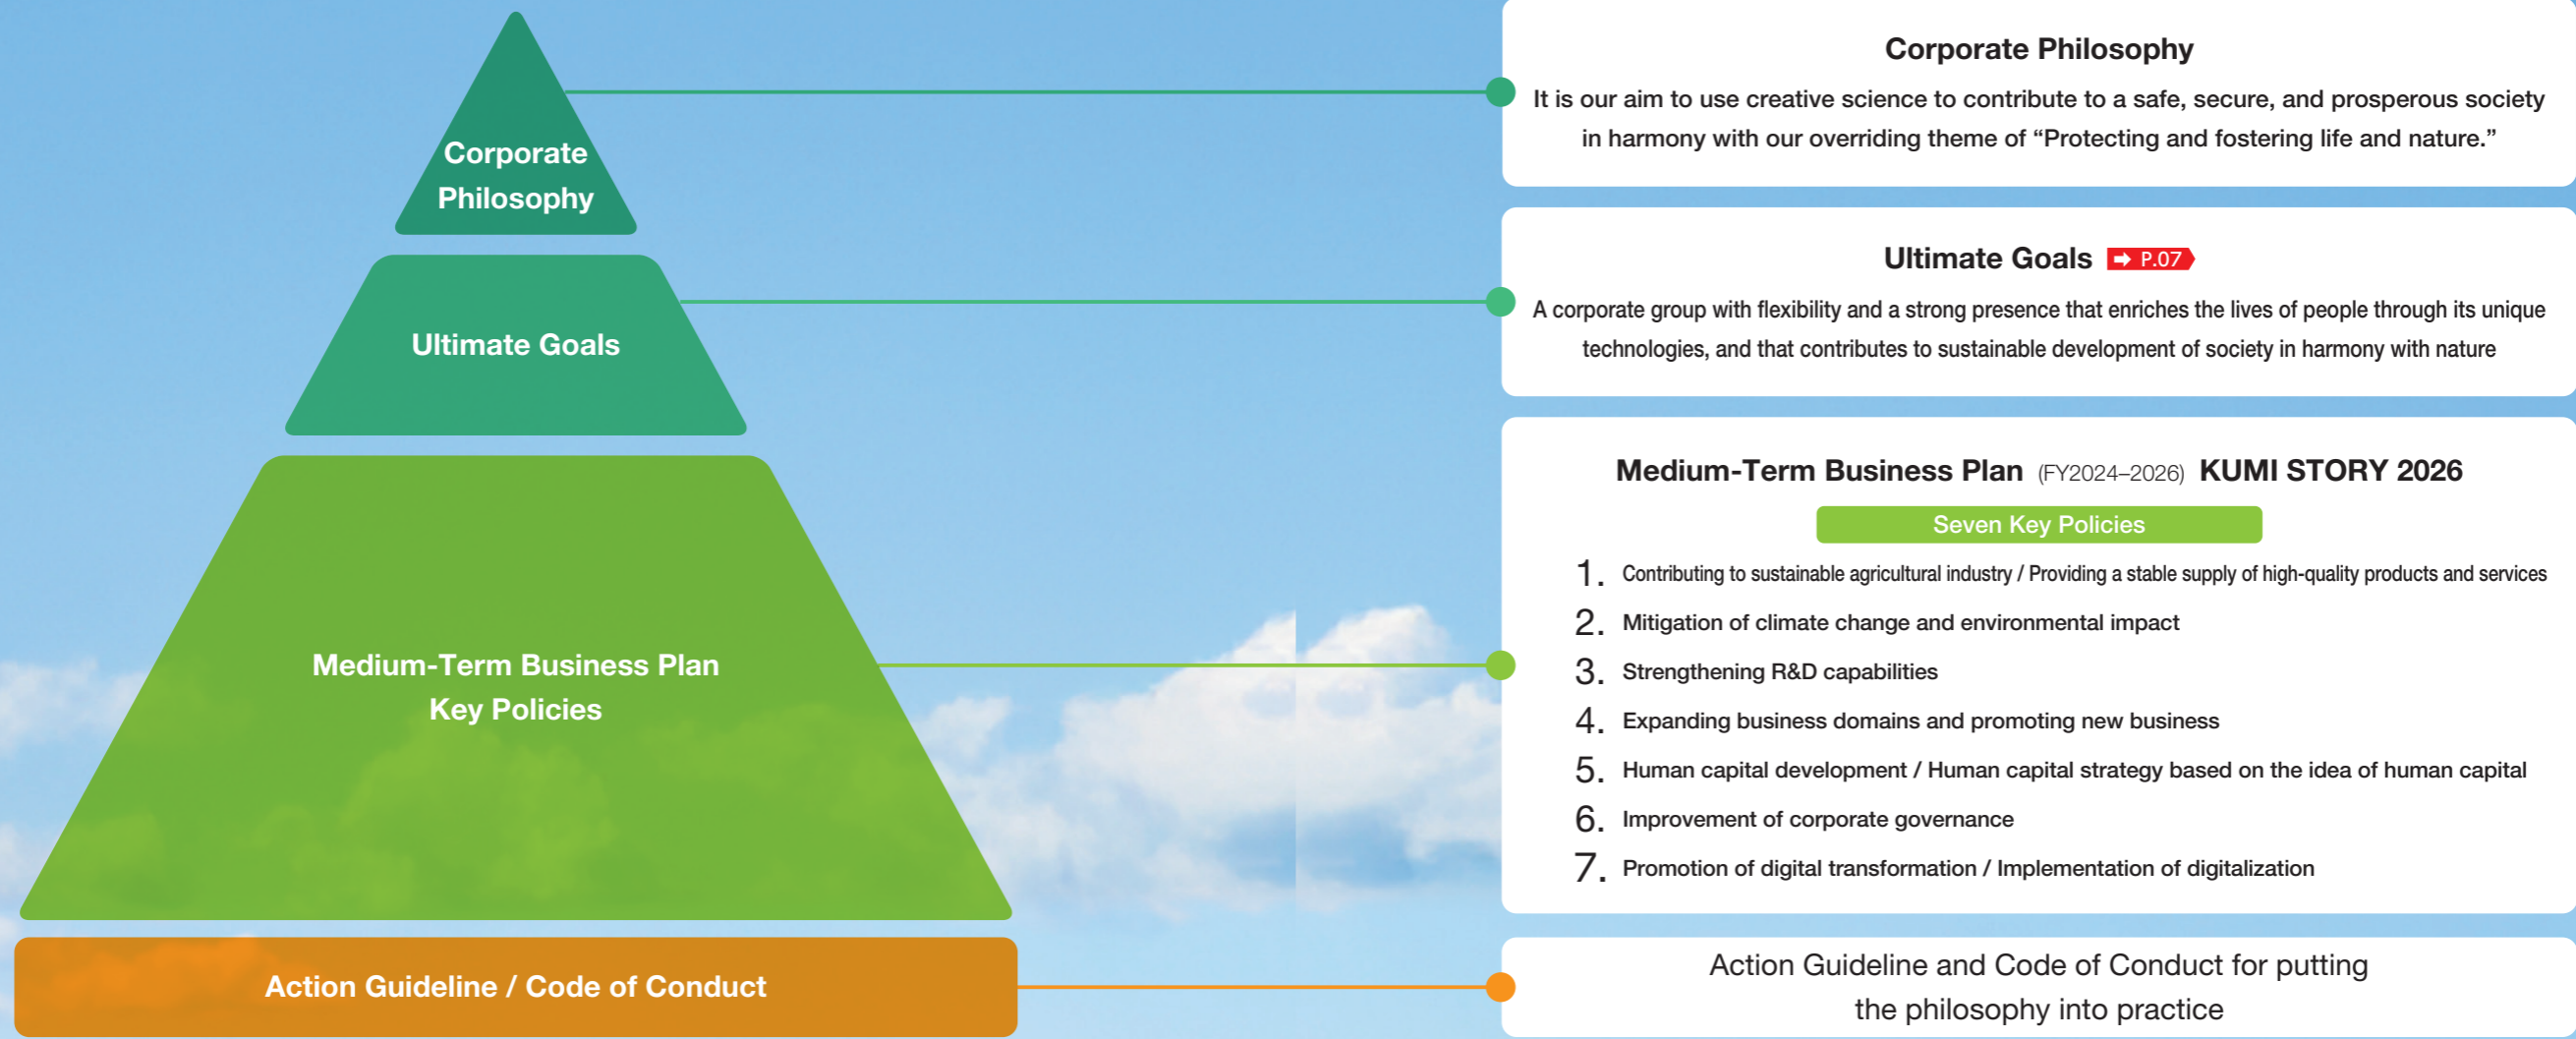 Corporate
Philosophy
Ultimate Goals
Medium-Term Business Plan
Key Policies
Action Guideline / Code of Conduct
Corporate Philosophy
It is our aim to use creative science to contribute to a safe, secure, and prosperous society
in harmony with our overriding theme of “Protecting and fostering life and nature.”
Ultimate Goals ➡ P.07
A corporate group with flexibility and a strong presence that enriches the lives of people through its unique
technologies, and that contributes to sustainable development of society in harmony with nature
Medium-Term Business Plan (FY2024–2026) KUMI STORY 2026
Seven Key Policies
1. Contributing to sustainable agricultural industry / Providing a stable supply of high-quality products and services
2. Mitigation of climate change and environmental impact
3. Strengthening R&D capabilities
4. Expanding business domains and promoting new business
5. Human capital development / Human capital strategy based on the idea of human capital
6. Improvement of corporate governance
7. Promotion of digital transformation / Implementation of digitalization
Action Guideline and Code of Conduct for putting
the philosophy into practice